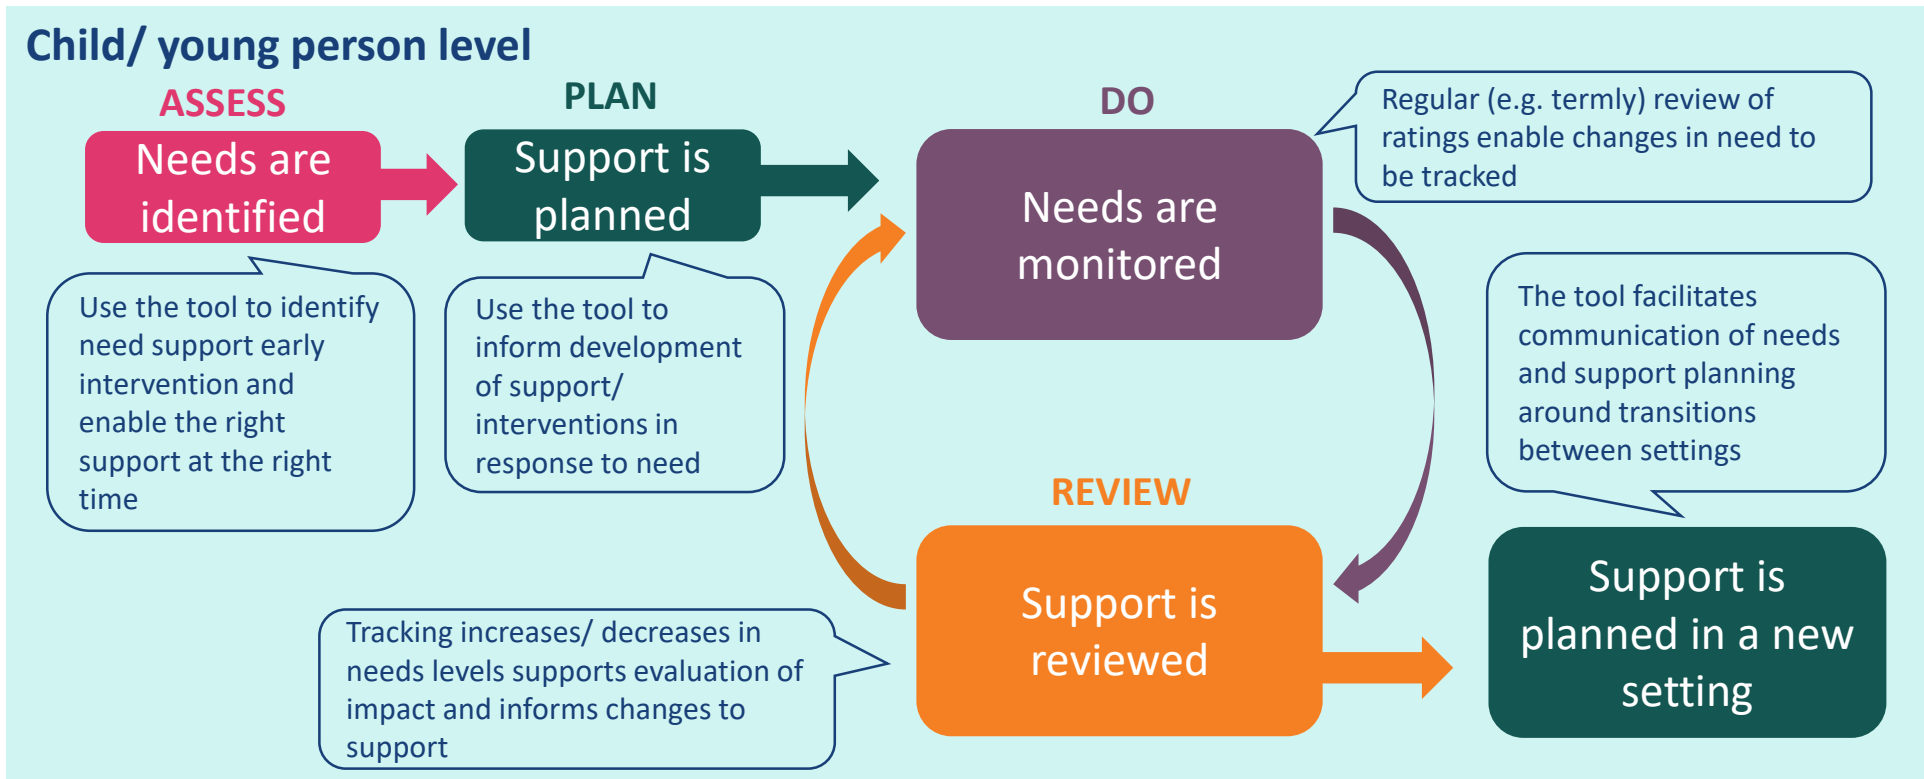 Child/ young person level
ASSESS
Needs are
identified
Use the tool to identify
need support early
intervention and
enable the right
support at the right
time
PLAN
Support is
planned
Use the tool to
inform development
of support/
interventions in
response to need
DO
Needs are
monitored
Regular (e.g. termly) review of
ratings enable changes in need to
be tracked
REVIEW
Support is
reviewed
Tracking increases/ decreases in
needs levels supports evaluation of
impact and informs changes to
support
The tool facilitates
communication of needs
and support planning
around transitions
between settings
Support is
planned in a new
setting